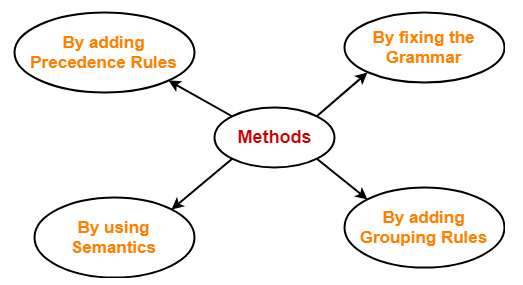 By adding
Precedence Rules
By fixing the
Grammar
Methods
By using
Semantics
By adding
Grouping Rules